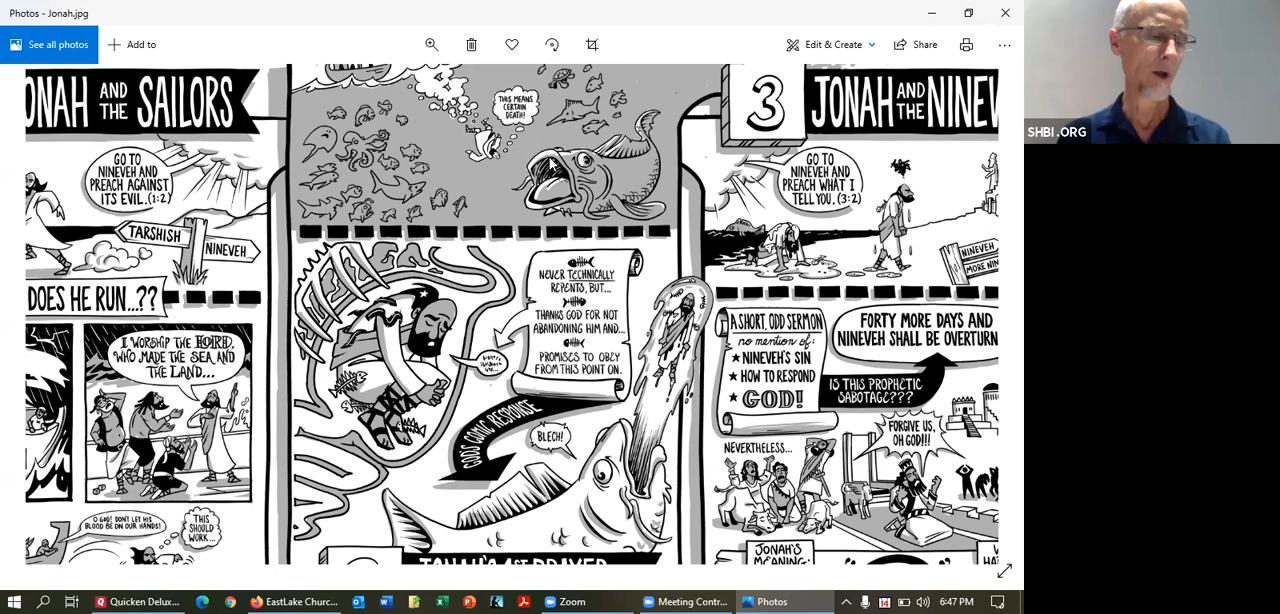 Photos - Jonah.jpg
See all photos
Add to
Edit & Create
Share
SHBI.ORG
ONAH AND THE SAILORS
GO TO
NINEVEH AND
PREACH AGAINST
ITS EVIL.(1:2)
TARSHISH
NINEVEH
DOES HE RUN...??
I WORSHIP THE LORD,
WHO MADE THE SEA AND
THE LAND...
O GOD! DON'T LET HIS
BLOOD BE ON OUR HANDS!
THIS
SHOULD
WORK...
THIS MEANS
CERTAIN
DEATH!
NEVER TECHNICALLY
REPENTS, BUT...
THANKS GOD FOR NOT
ABANDONING HIM AND...
PROMISES TO OBEY
FROM THIS POINT ON.
GOD'S COMIC RESPONSE
BLECH!
JONAH'S 1ST PRAYER
3
JONAH AND THE NINEV
GO TO
NINEVEH AND
PREACH WHAT I
TELL YOU. (3:2)
NINEVEH
MORE NIN
A SHORT, ODD SERMON
no mention of:
★ NINEVEH'S SIN
★ HOW TO RESPOND
★ GOD!
FORTY MORE DAYS AND
NINEVEH SHALL BE OVERTURN
IS THIS PROPHETIC
SABOTAGE???
NEVERTHELESS...
FORGIVE US,
OH GOD!!!
JONAH'S
MEANING:
Quicken Delux...
EastLake Churc...
Zoom
Meeting Contr...
Photos
14
6:47 PM